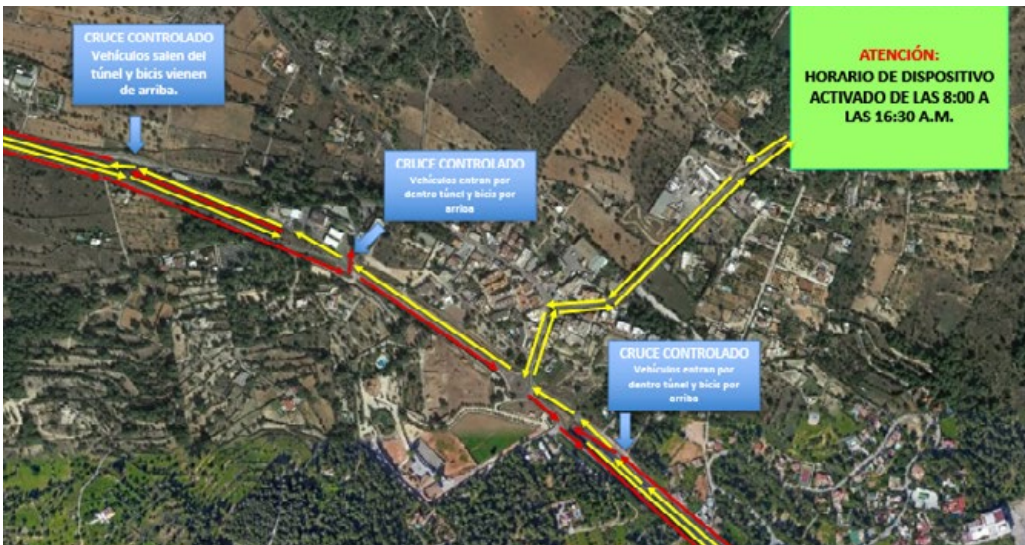 CRUCE CONTROLADO
Vehículos salen del
túnel y bicis vienen
de arriba.
ATENCIÓN:
HORARIO DE DISPOSITIVO
ACTIVADO DE LAS 8:00 A
LAS 16:30 A.M.
CRUCE CONTROLADO
Vehículos entran por
dentro túnel y bicis por
arriba
CRUCE CONTROLADO
Vehículos entran por
dentro túnel y bicis por
arriba